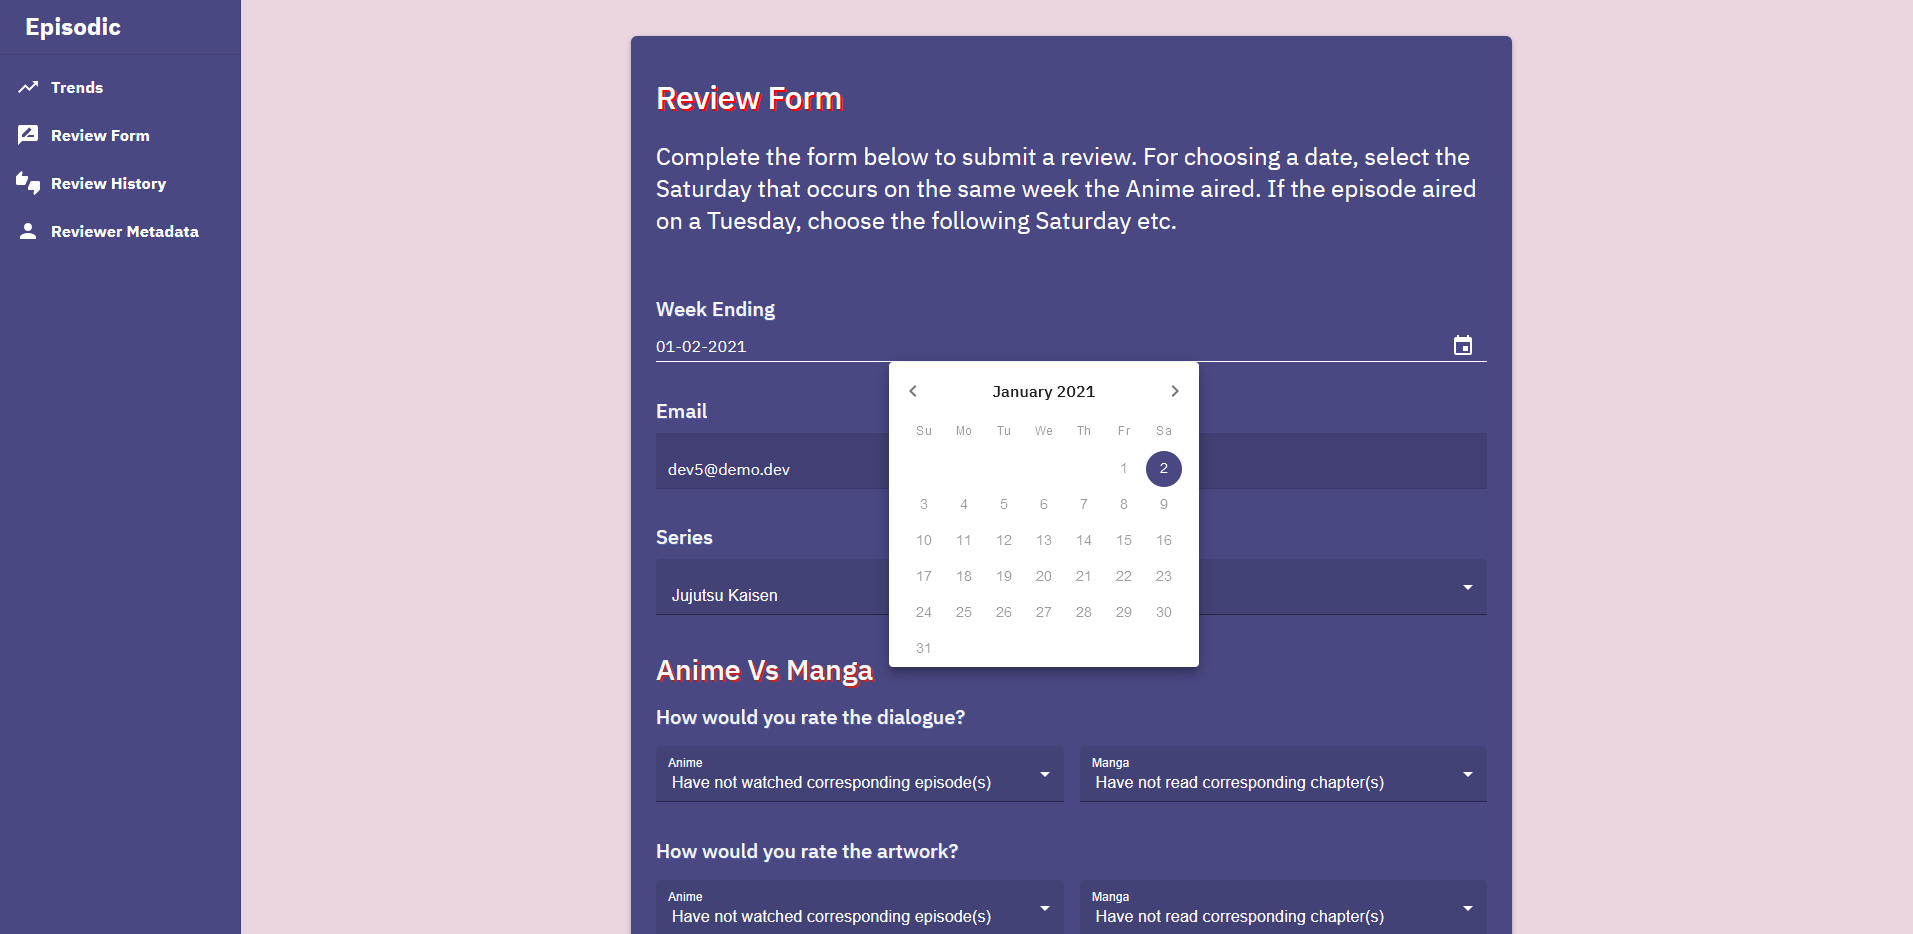 Episodic
Trends
Review Form
Review History
Reviewer Metadata
Review Form
Complete the form below to submit a review. For choosing a date, select the
Saturday that occurs on the same week the Anime aired. If the episode aired
on a Tuesday, choose the following Saturday etc.
Week Ending
01-02-2021
January 2021
Su Mo Tu We Th Fr Sa
1 2
3 4 5 6 7 8 9
10 11 12 13 14 15 16
17 18 19 20 21 22 23
24 25 26 27 28 29 30
31
Email
dev5@demo.dev
Series
Jujutsu Kaisen
Anime Vs Manga
How would you rate the dialogue?
Anime
Have not watched corresponding episode(s)
Manga
Have not read corresponding chapter(s)
How would you rate the artwork?
Anime
Have not watched corresponding episode(s)
Manga
Have not read corresponding chapter(s)